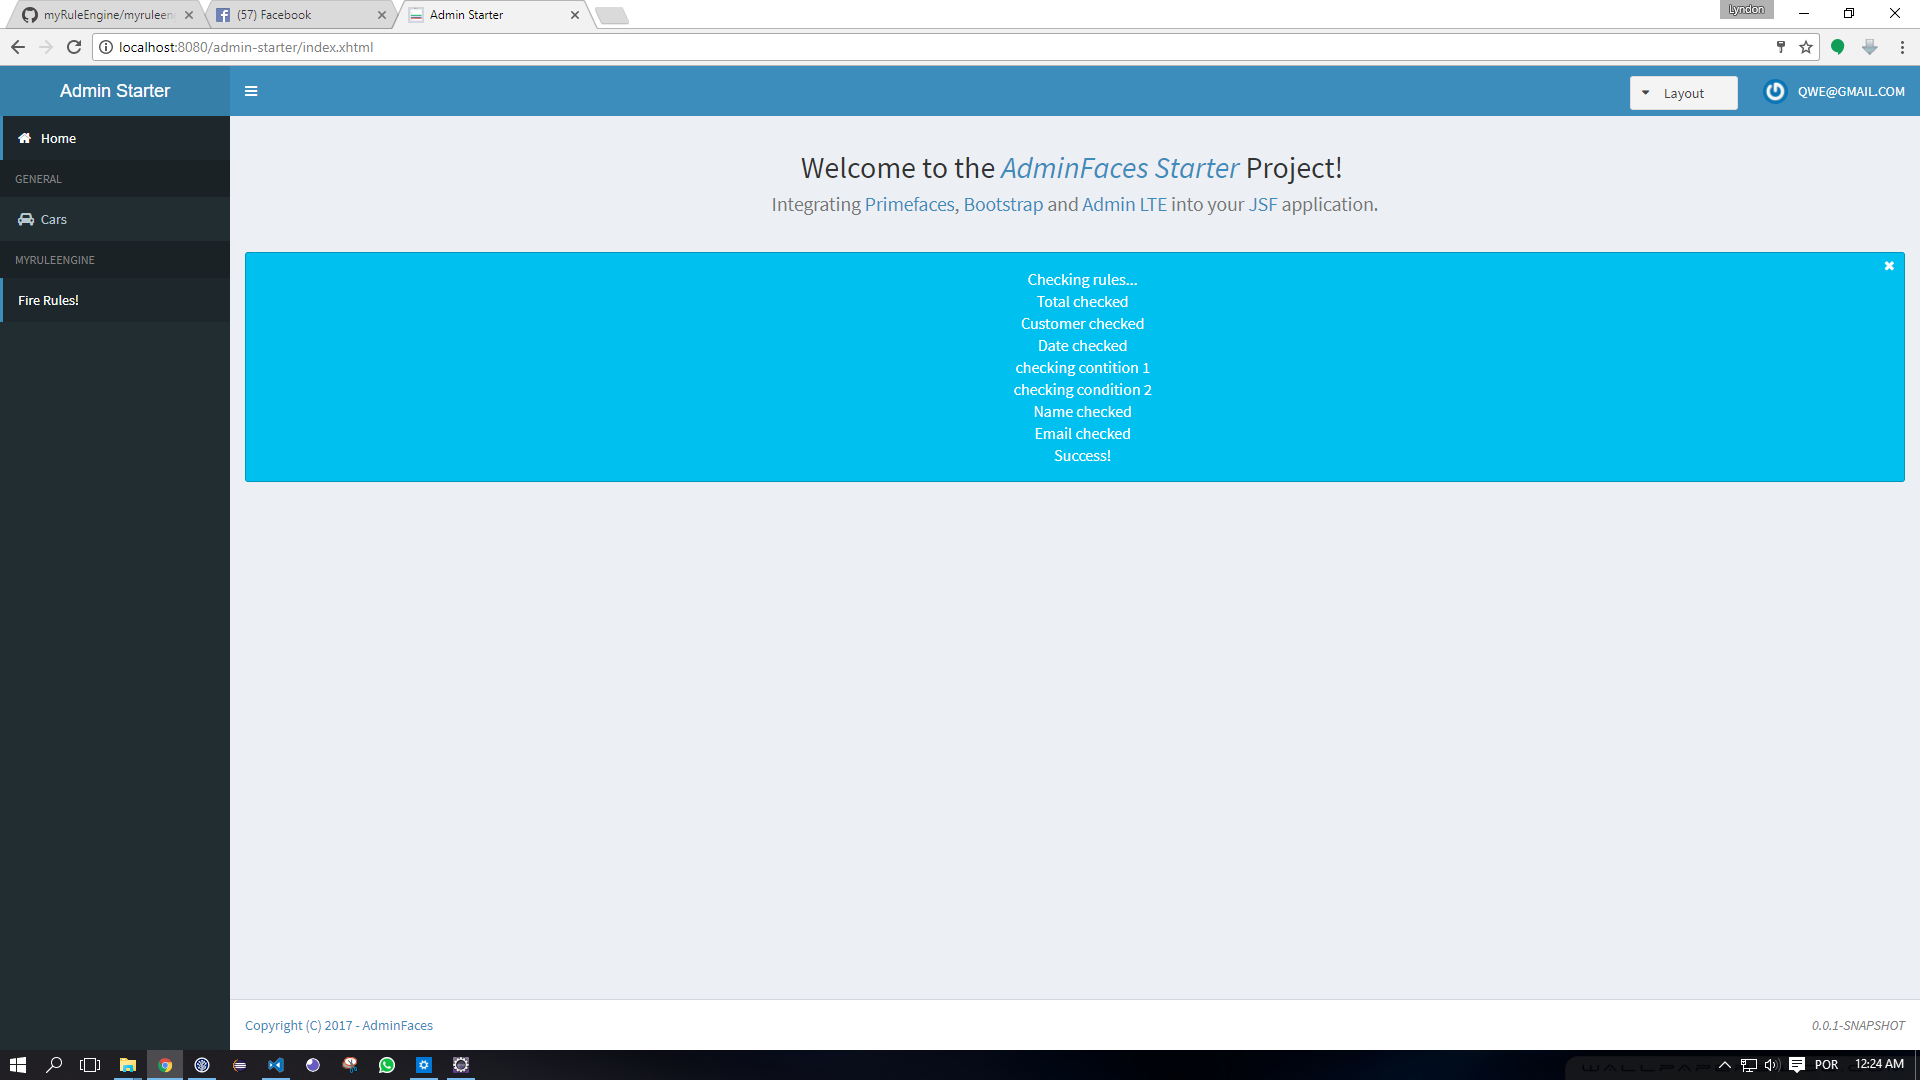 myRuleEngine/myruleen
(57) Facebook
Admin Starter
Lyndon
localhost:8080/admin-starter/index.xhtml
Admin Starter
Layout
QWE@GMAIL.COM
Home
GENERAL
Cars
MYRULEENGINE
Fire Rules!
Welcome to the AdminFaces Starter Project!
Integrating Primefaces, Bootstrap and Admin LTE into your JSF application.
Checking rules...
Total checked
Customer checked
Date checked
checking contition 1
checking condition 2
Name checked
Email checked
Success!
Copyright (C) 2017 - AdminFaces
0.0.1-SNAPSHOT
POR
12:24 AM